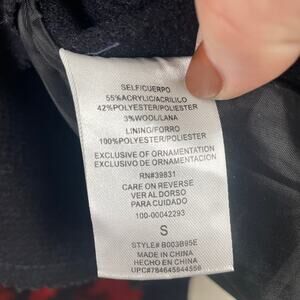 SELF/CUERPO
55%ACRYLIC/ACRILICO
42%POLYESTER/POLIESTER
3%WOOL/LANA
LINING/FORRO
100%POLYESTER/POLIESTER
EXCLUSIVE OF ORNAMENTATION
EXCLUSIVO DE ORNAMENTACION
RN#39831
CARE ON REVERSE
VER AL DORSO
PARA CUIDADO
100-00042293
S
STYLE# B003B95E
MADE IN CHINA
HECHO EN CHINA
UPC#784645844556